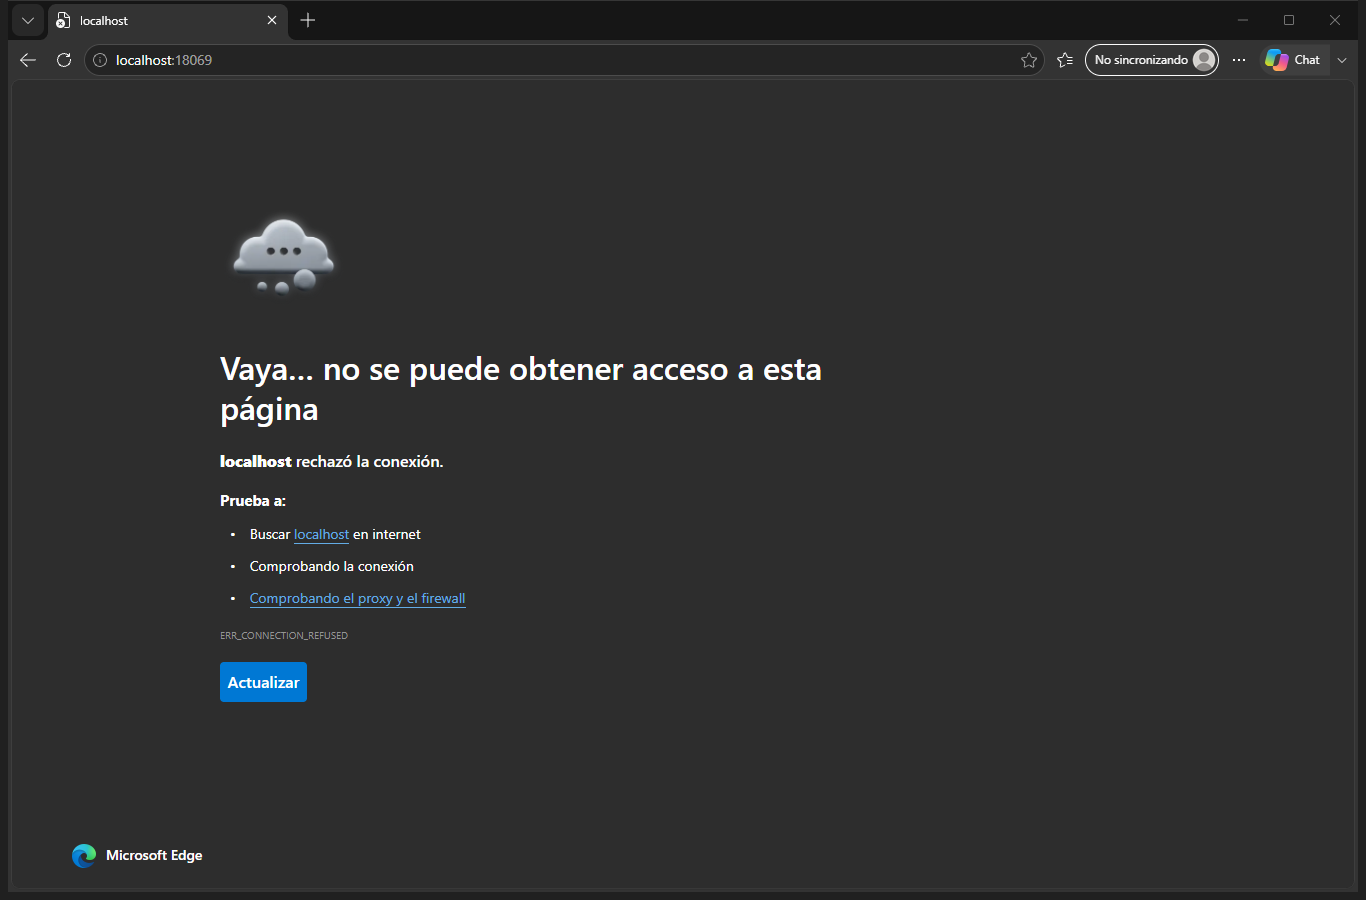 localhost
localhost:18069
No sincronizando
Chat
Vaya... no se puede obtener acceso a esta
página
localhost rechazó la conexión.
Prueba a:
• Buscar localhost en internet
• Comprobando la conexión
• Comprobando el proxy y el firewall
ERR_CONNECTION_REFUSED
Actualizar
Microsoft Edge